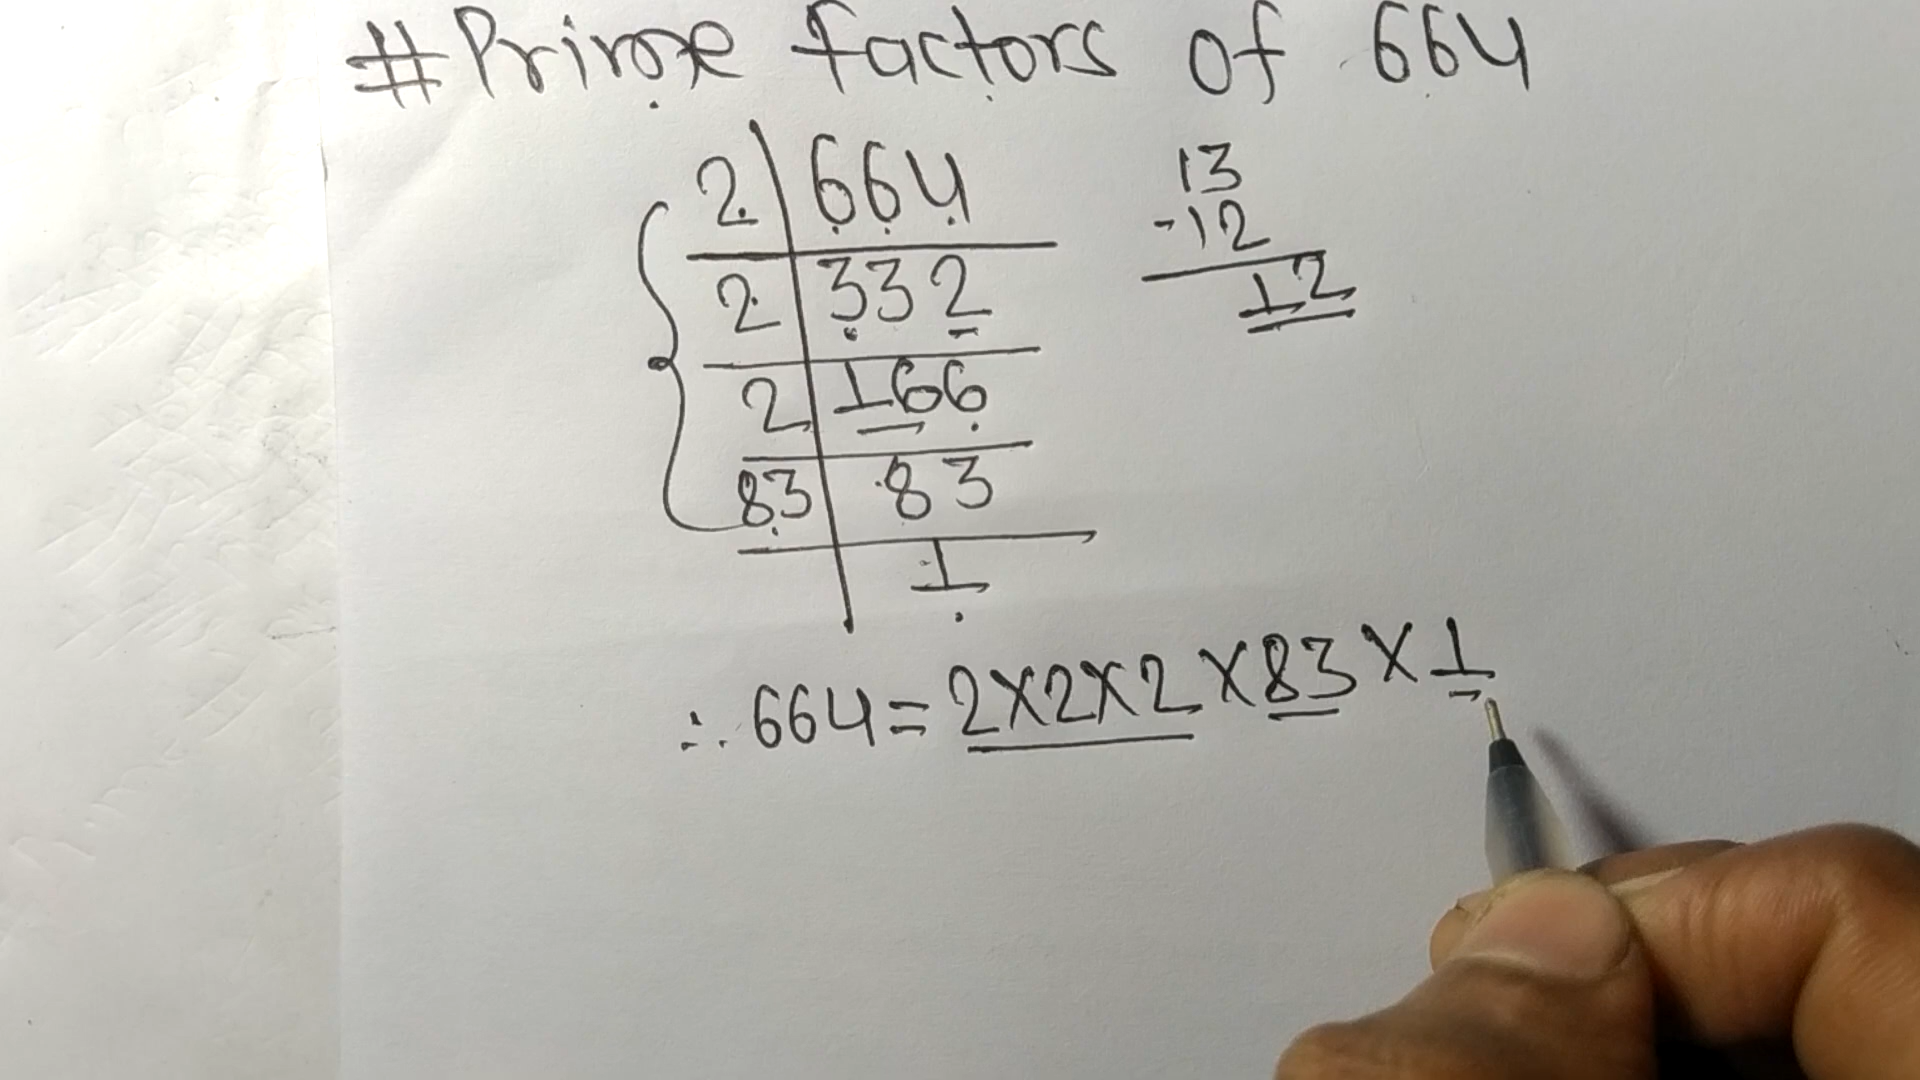 #Prime factors of 664
2 | 664
2 | 332
2 | 166
83 | 83
1
13
-12
12
∴ 664 = 2×2×2×83×1